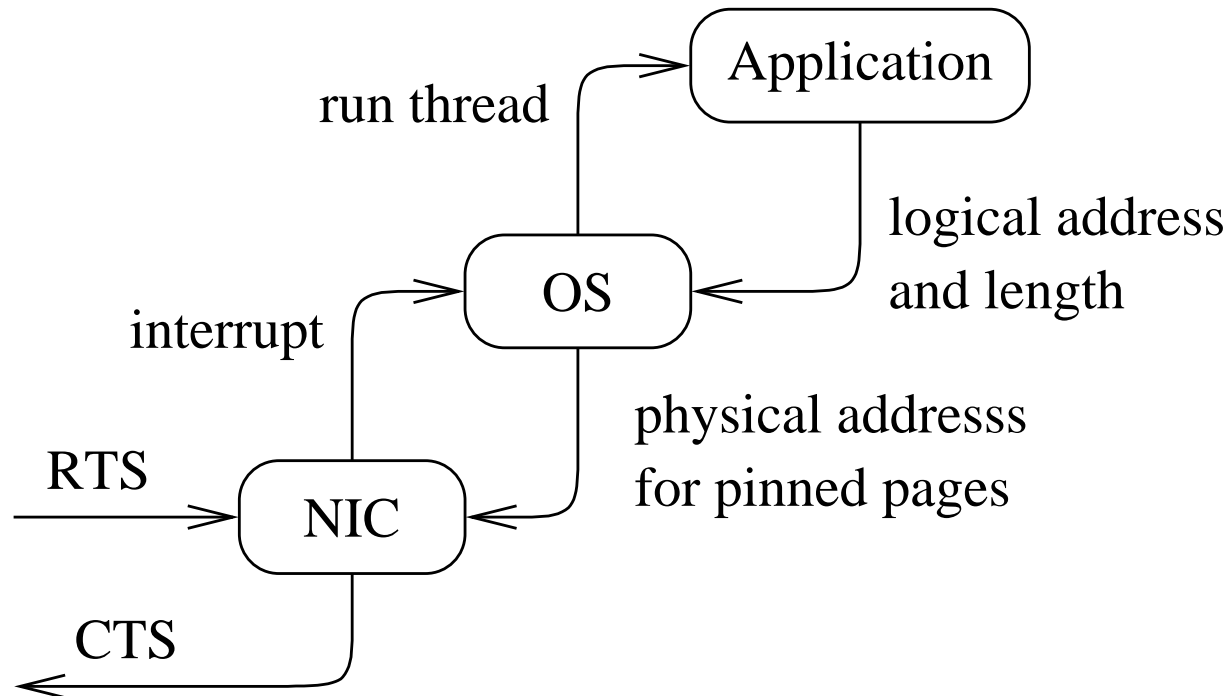 Application
run thread
logical address
and length
OS
interrupt
physical addresss
for pinned pages
RTS
NIC
CTS